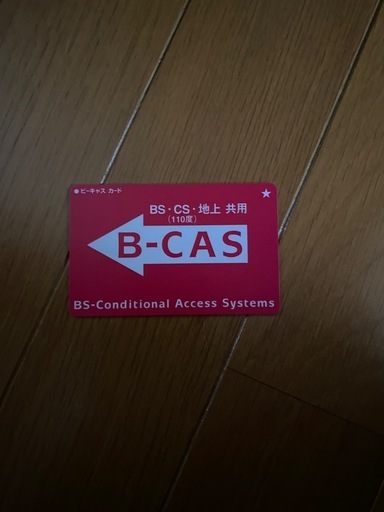 ● ビーキャス カード
★
BS・CS・地上 共用
(110度)
B-CAS
BS-Conditional Access Systems